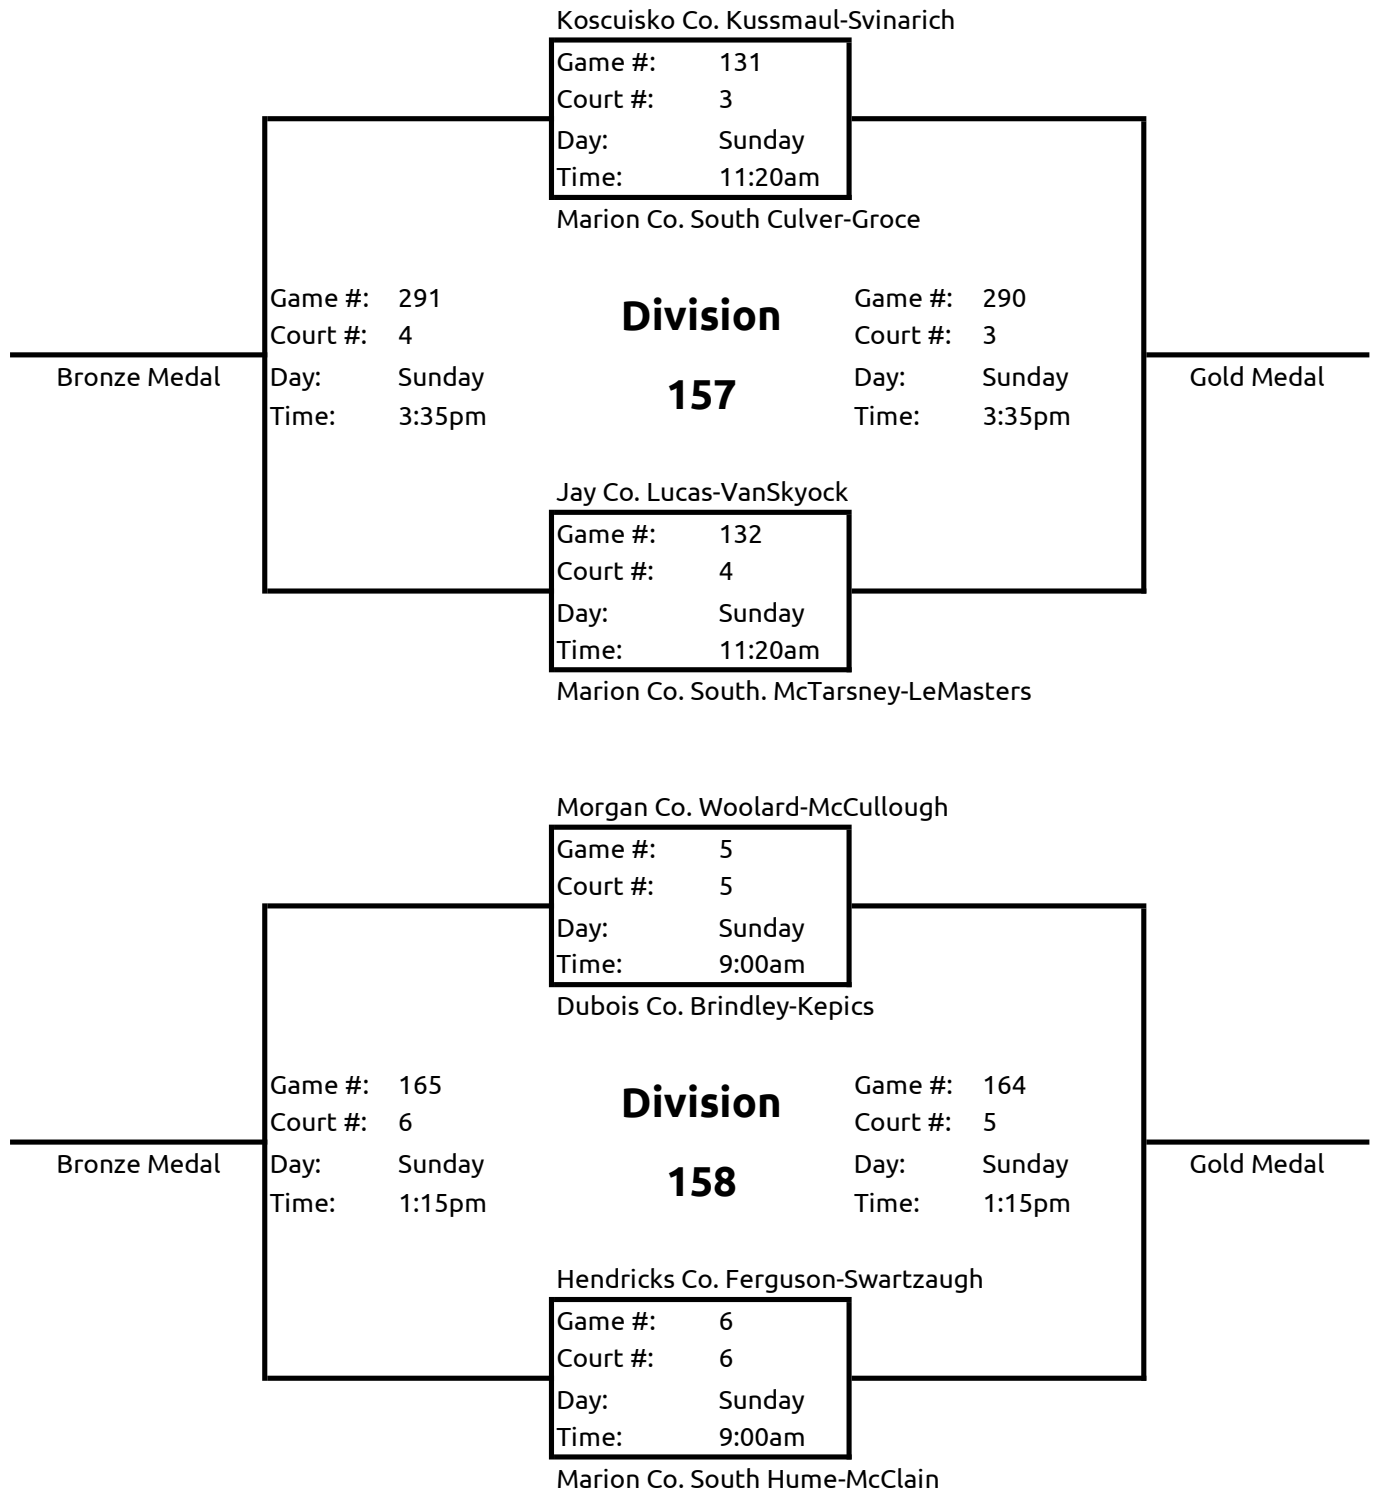 Koscuisko Co. Kussmaul-Svinarich
Game #: 131
Court #: 3
Day: Sunday
Time: 11:20am
Marion Co. South Culver-Groce
Game #: 291
Court #: 4
Day: Sunday
Time: 3:35pm
Bronze Medal
Division
157
Game #: 290
Court #: 3
Day: Sunday
Time: 3:35pm
Gold Medal
Jay Co. Lucas-VanSkyock
Game #: 132
Court #: 4
Day: Sunday
Time: 11:20am
Marion Co. South. McTarsney-LeMasters
Morgan Co. Woolard-McCullough
Game #: 5
Court #: 5
Day: Sunday
Time: 9:00am
Dubois Co. Brindley-Kepics
Game #: 165
Court #: 6
Day: Sunday
Time: 1:15pm
Bronze Medal
Division
158
Game #: 164
Court #: 5
Day: Sunday
Time: 1:15pm
Gold Medal
Hendricks Co. Ferguson-Swartzaugh
Game #: 6
Court #: 6
Day: Sunday
Time: 9:00am
Marion Co. South Hume-McClain